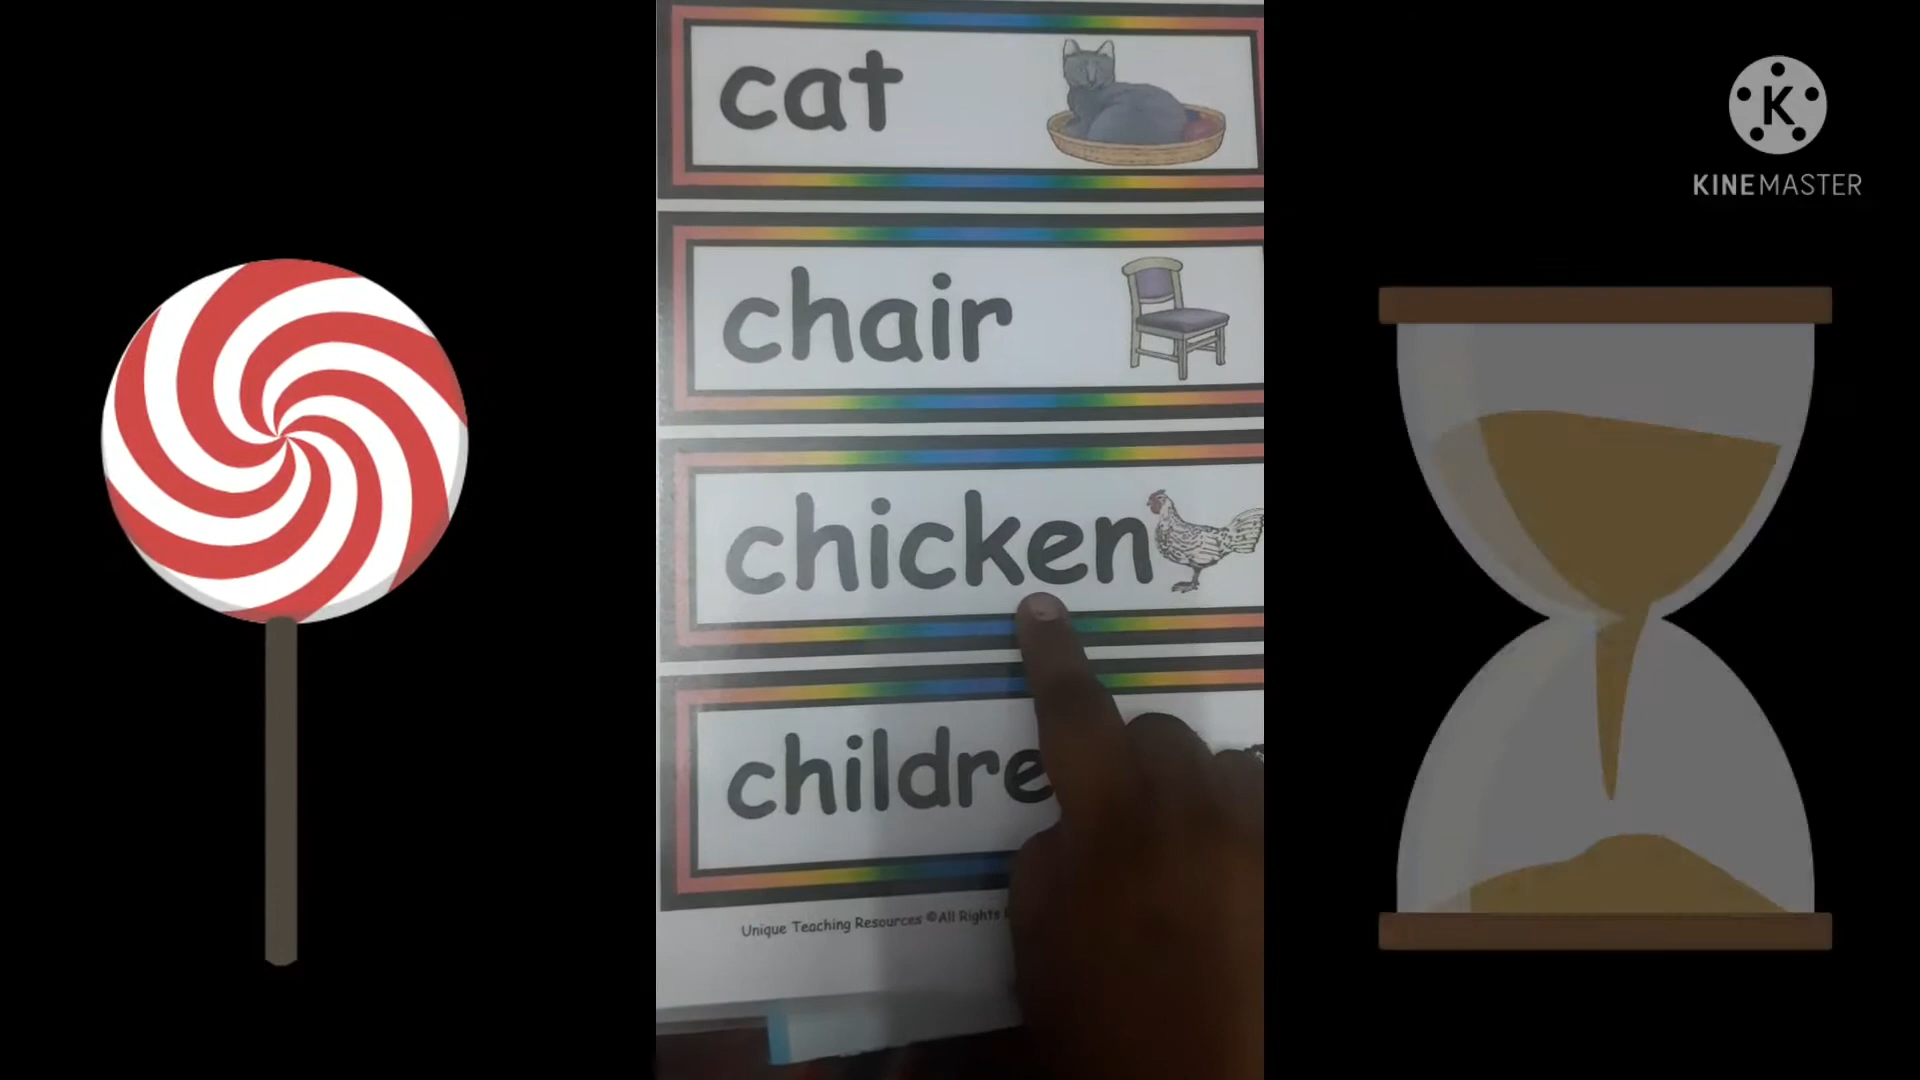 cat
chair
chicken
childre
Unique Teaching Resources ©All Rights
K
KINEMASTER